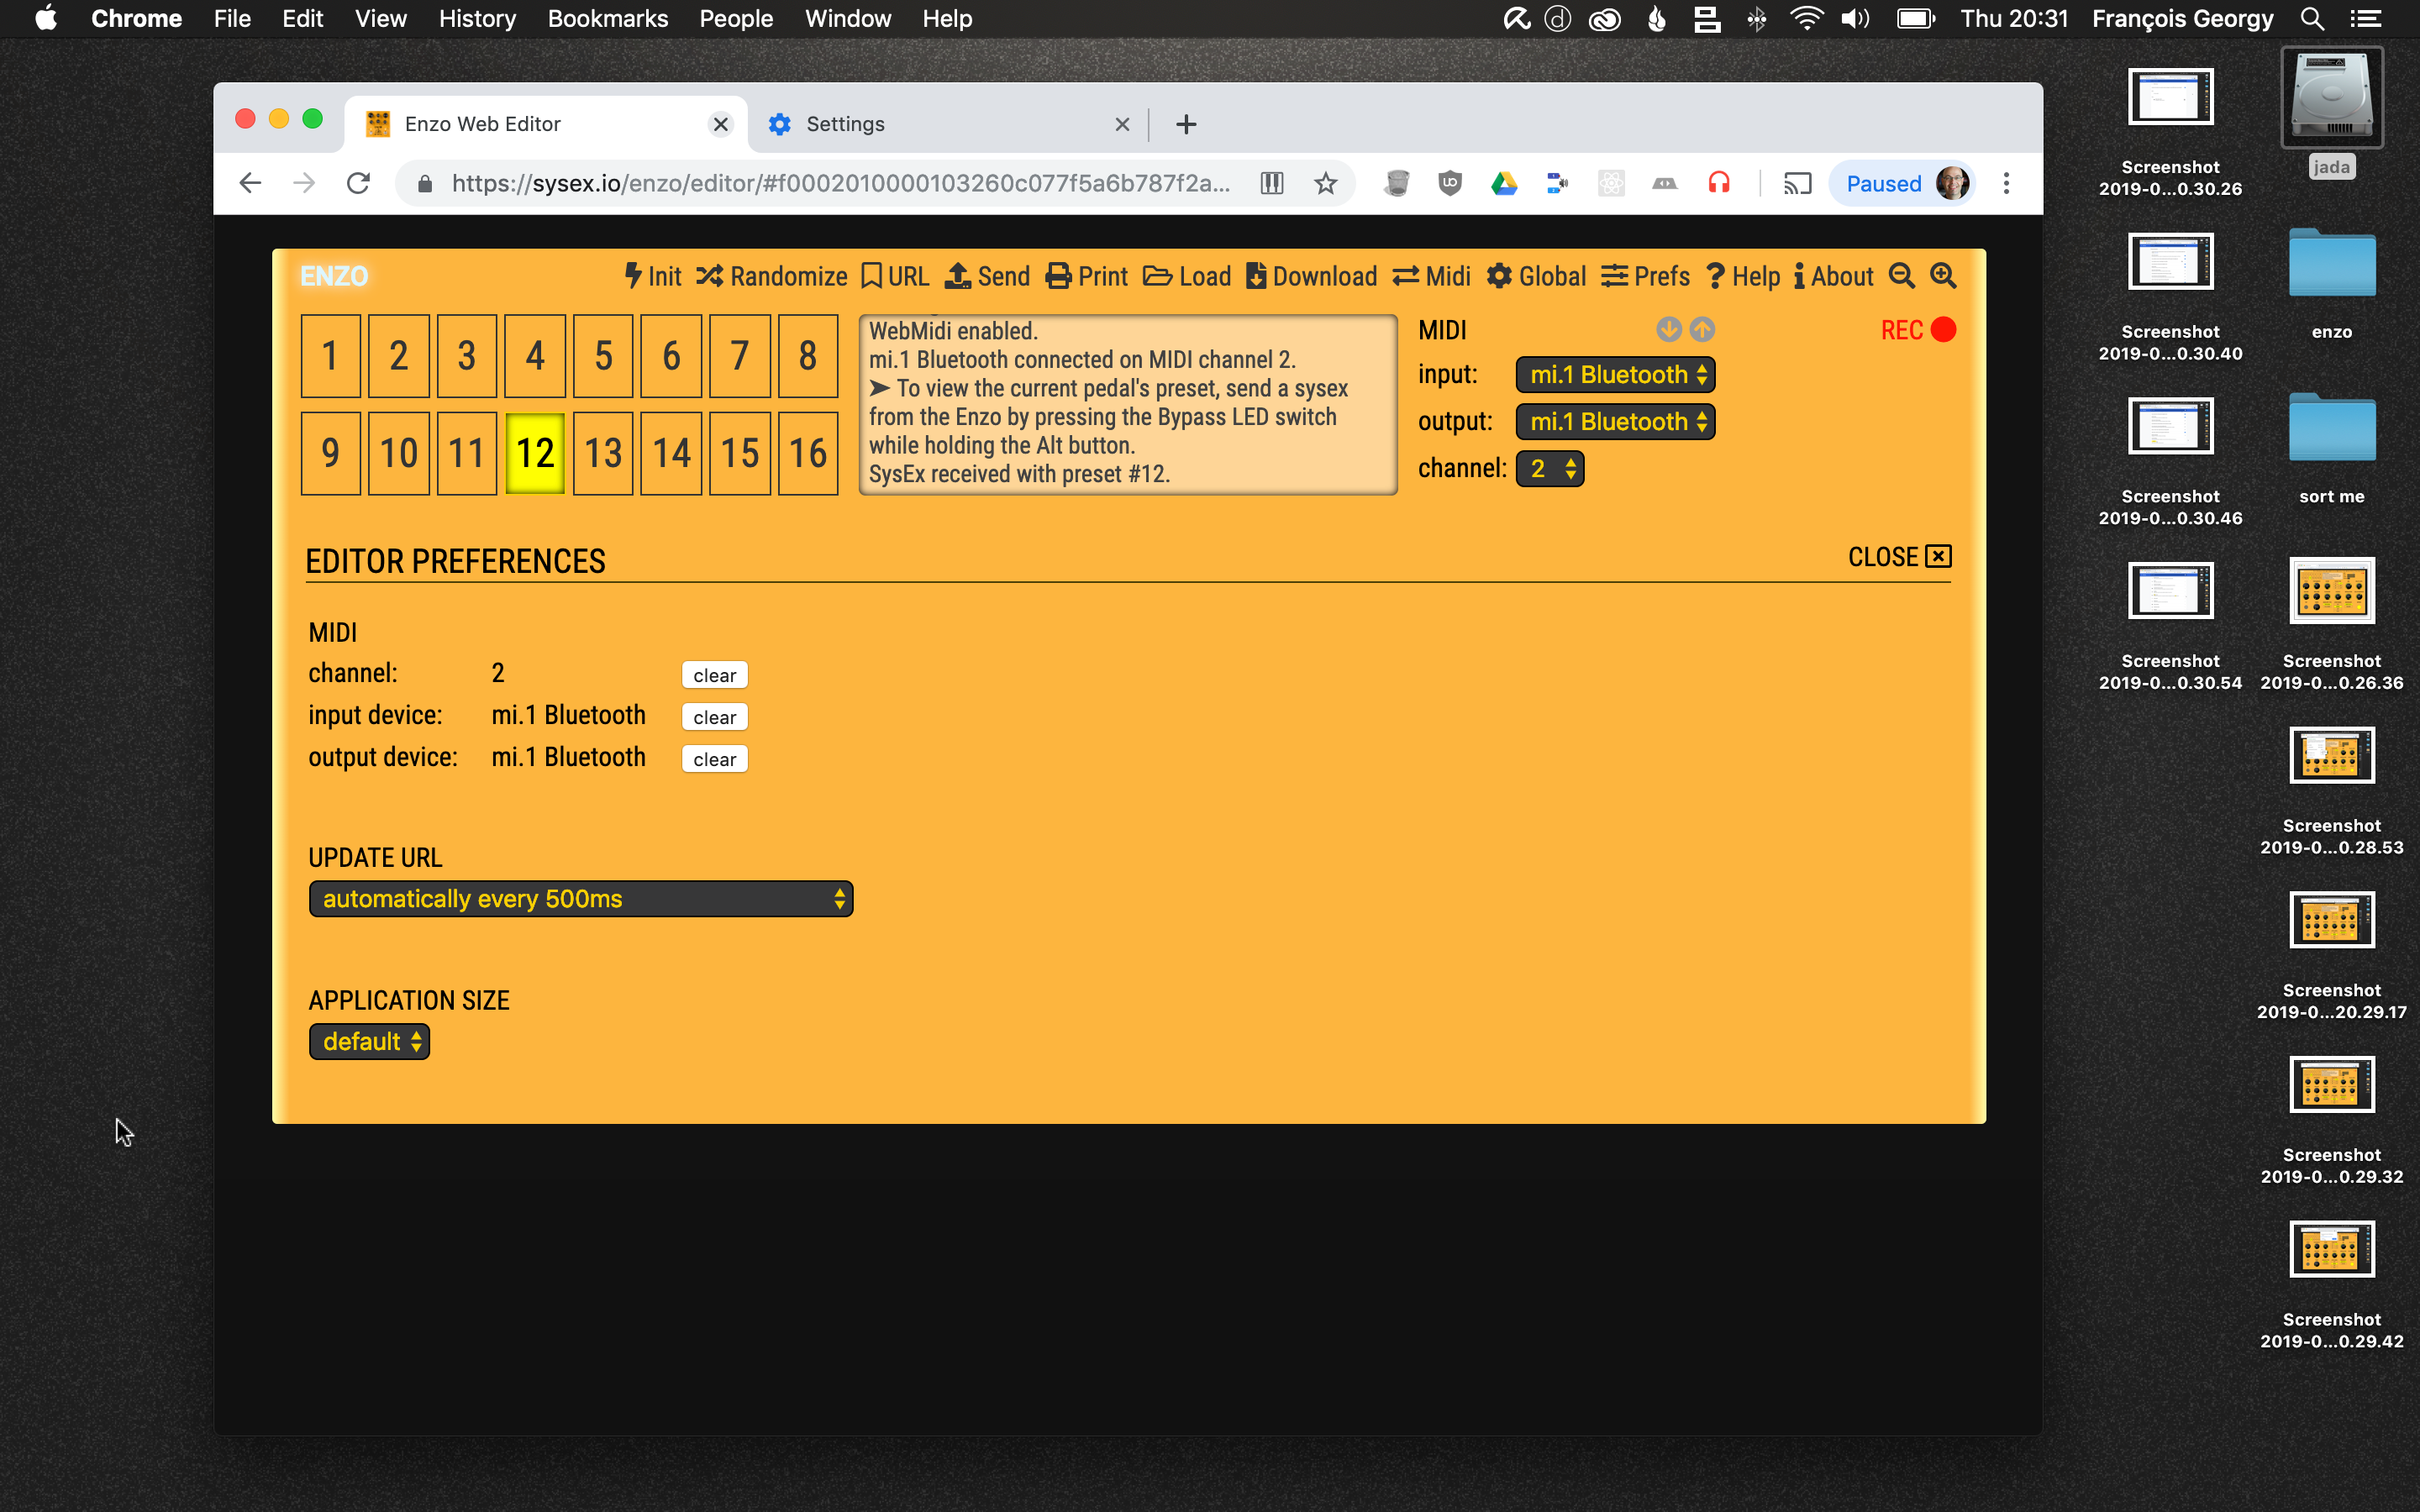 Chrome File Edit View History Bookmarks People Window Help Thu 20:31 François Georgy
Enzo Web Editor
Settings
https://sysex.io/enzo/editor/#f0002010000103260c077f5a6b787f2a...
Paused
ENZO
Init Randomize URL Send Print Load Download Midi Global Prefs Help About
1 2 3 4 5 6 7 8
9 10 11 12 13 14 15 16
WebMidi enabled.
mi.1 Bluetooth connected on MIDI channel 2.
➤ To view the current pedal's preset, send a sysex
from the Enzo by pressing the Bypass LED switch
while holding the Alt button.
SysEx received with preset #12.
MIDI
REC
input: mi.1 Bluetooth
output: mi.1 Bluetooth
channel: 2
EDITOR PREFERENCES
CLOSE
MIDI
channel: 2 clear
input device: mi.1 Bluetooth clear
output device: mi.1 Bluetooth clear
UPDATE URL
automatically every 500ms
APPLICATION SIZE
default
Screenshot
2019-0...0.30.26
Screenshot
2019-0...0.30.40
Screenshot
2019-0...0.30.46
Screenshot
2019-0...0.30.54
jada
enzo
sort me
Screenshot
2019-0...0.26.36
Screenshot
2019-0...0.28.53
Screenshot
2019-0...20.29.17
Screenshot
2019-0...0.29.32
Screenshot
2019-0...0.29.42